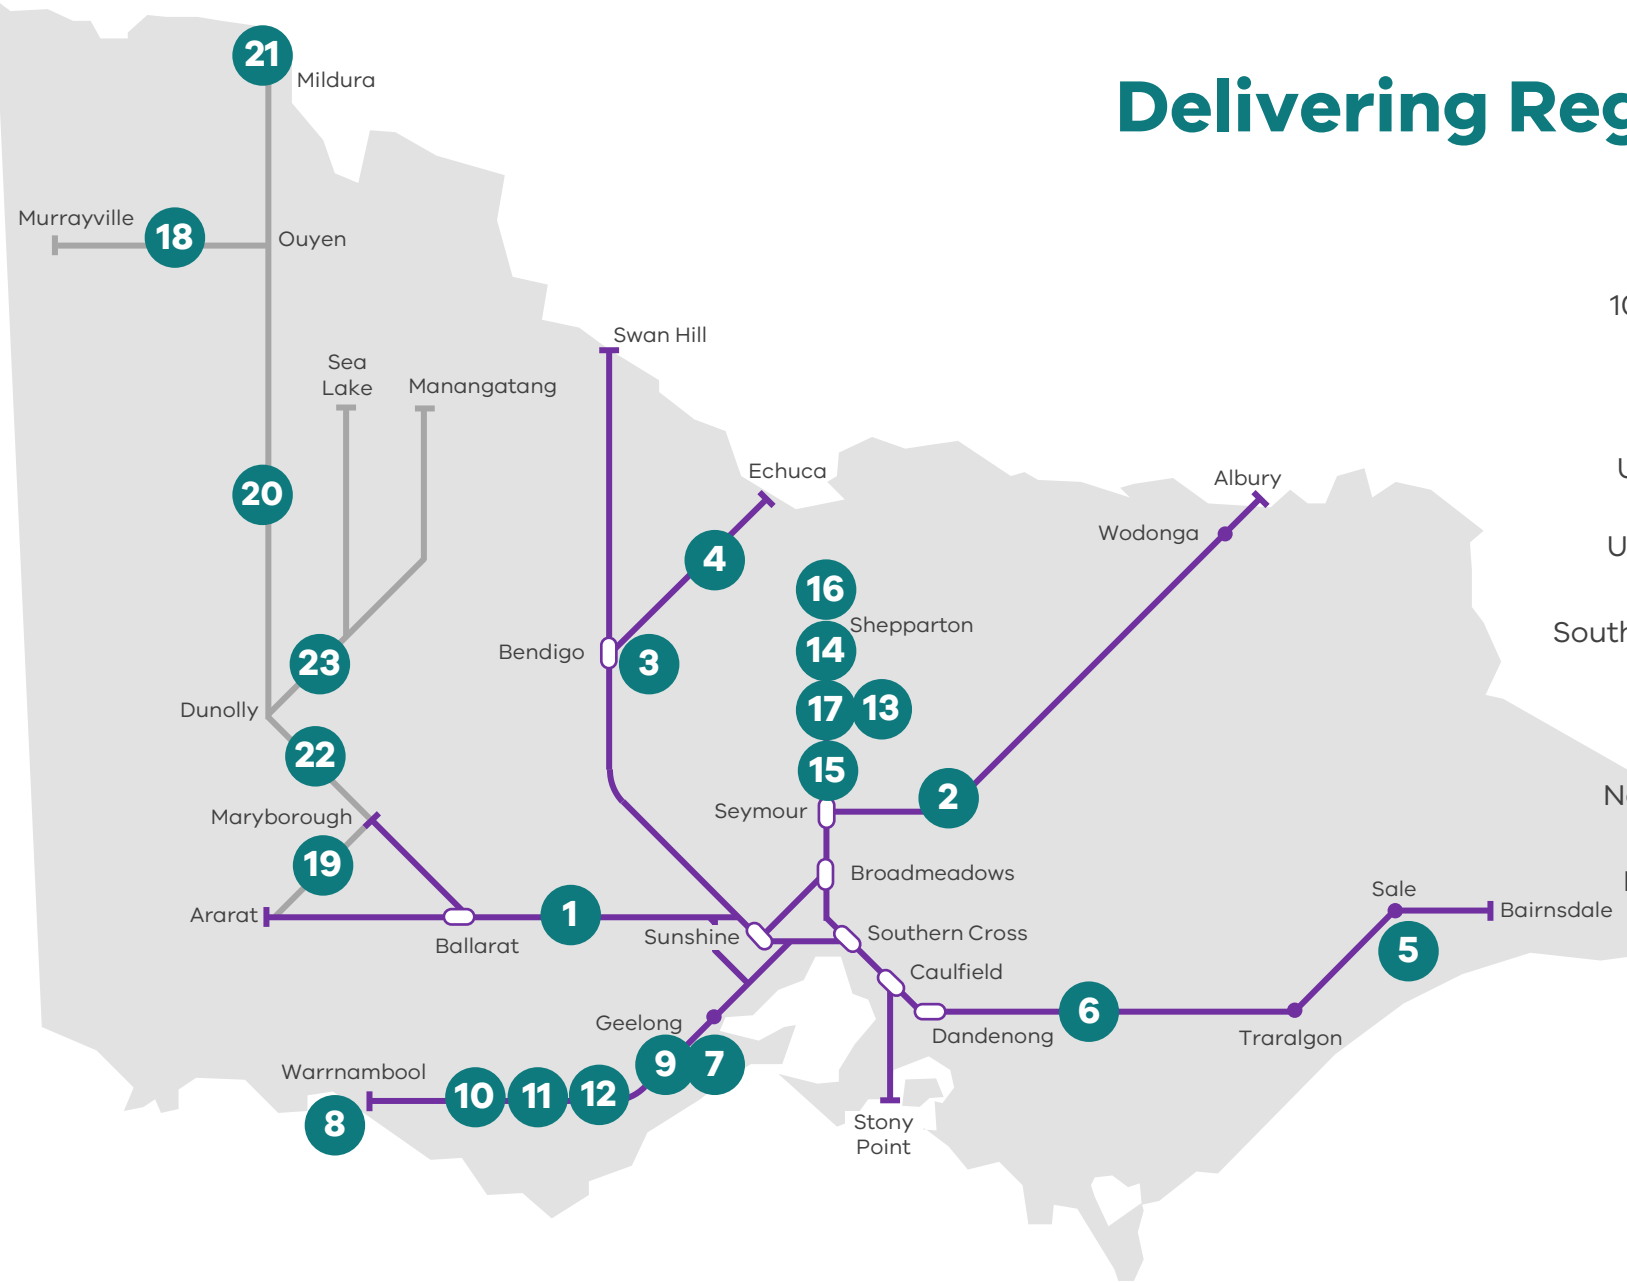 21
Mildura
Delivering Reg
Murrayville
18
Ouyen
10
Swan Hill
Sea
Lake
Manangatang
Echuca
Albury
20
Wodonga
4
U
16
Shepparton
South
Bendigo
3
14
23
Dunolly
17
13
22
15
2
Seymour
Maryborough
19
Broadmeadows
Sale
Ararat
1
Ballarat
Sunshine
Southern Cross
Bairnsdale
5
Caulfield
6
Geelong
Dandenong
Traralgon
9
7
Warrnambool
10
11
12
8
Stony
Point